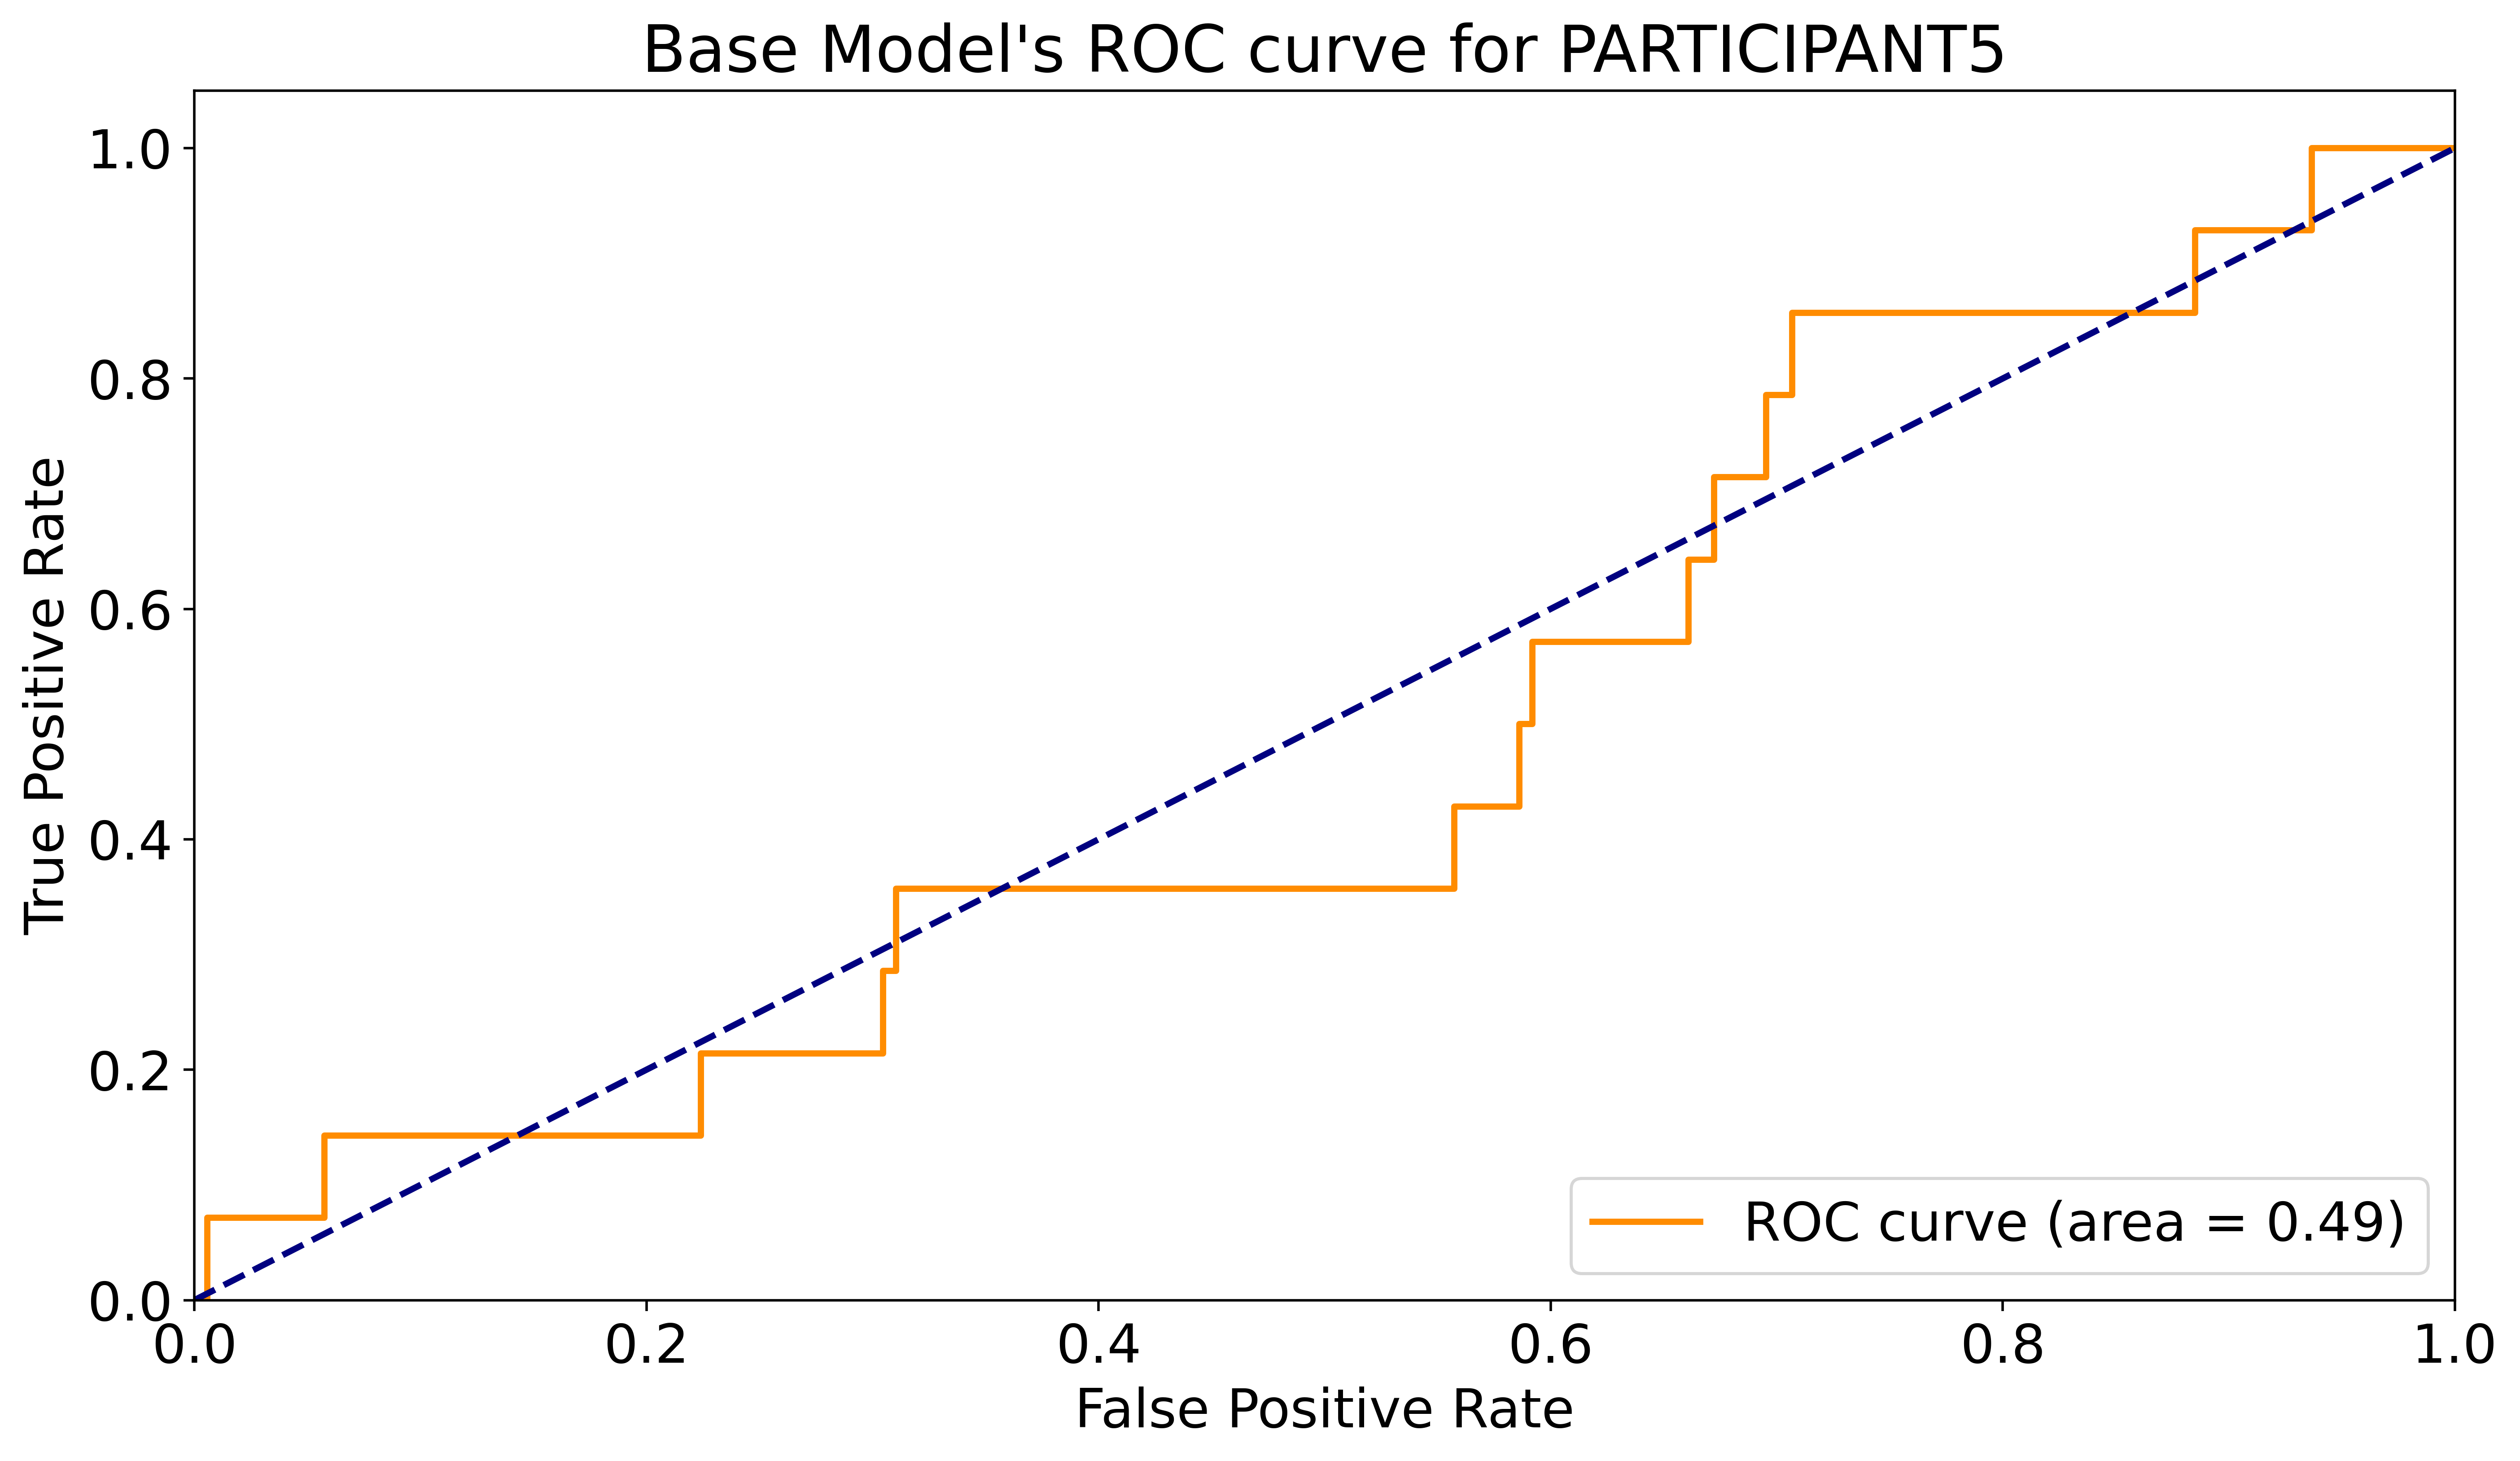 Base Model's ROC curve for PARTICIPANT5
True Positive Rate
1.0
0.8
0.6
0.4
0.2
0.0
ROC curve (area = 0.49)
0.0 0.2 0.4 0.6 0.8 1.0
False Positive Rate